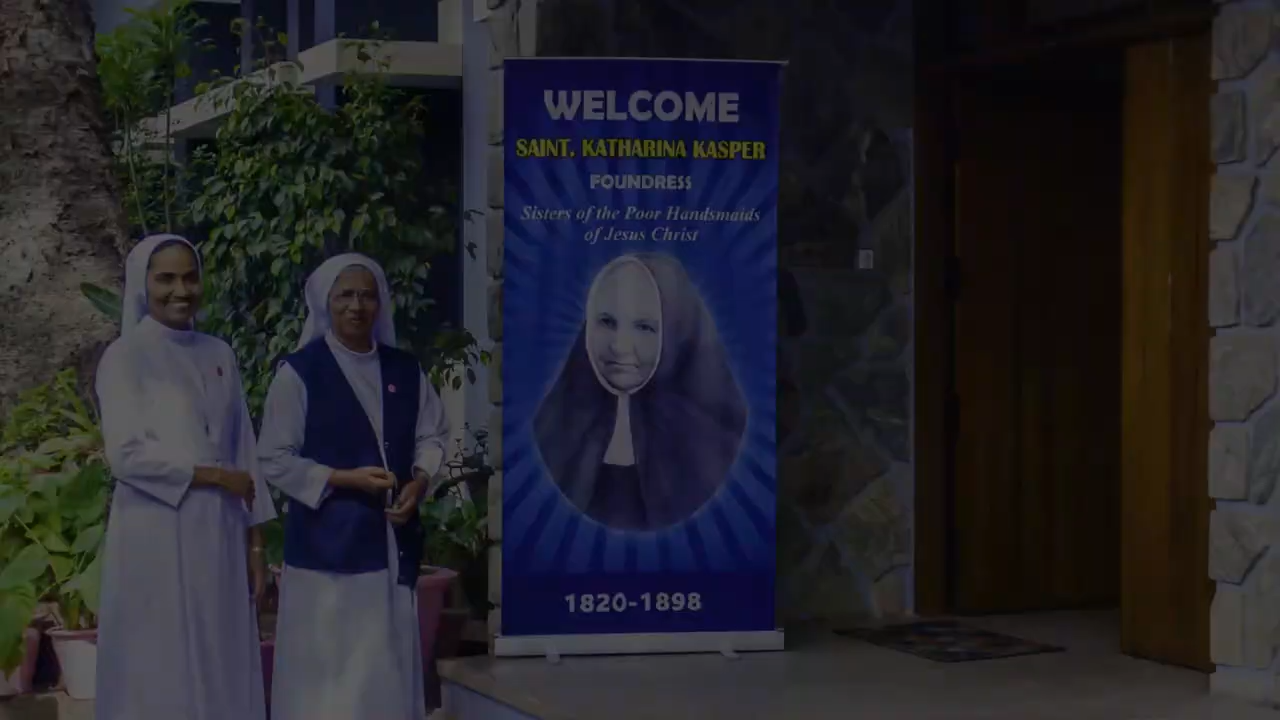 WELCOME
SAINT. KATHARINA KASPER
FOUNDRESS
Sisters of the Poor Handsmaids
of Jesus Christ
1820-1898